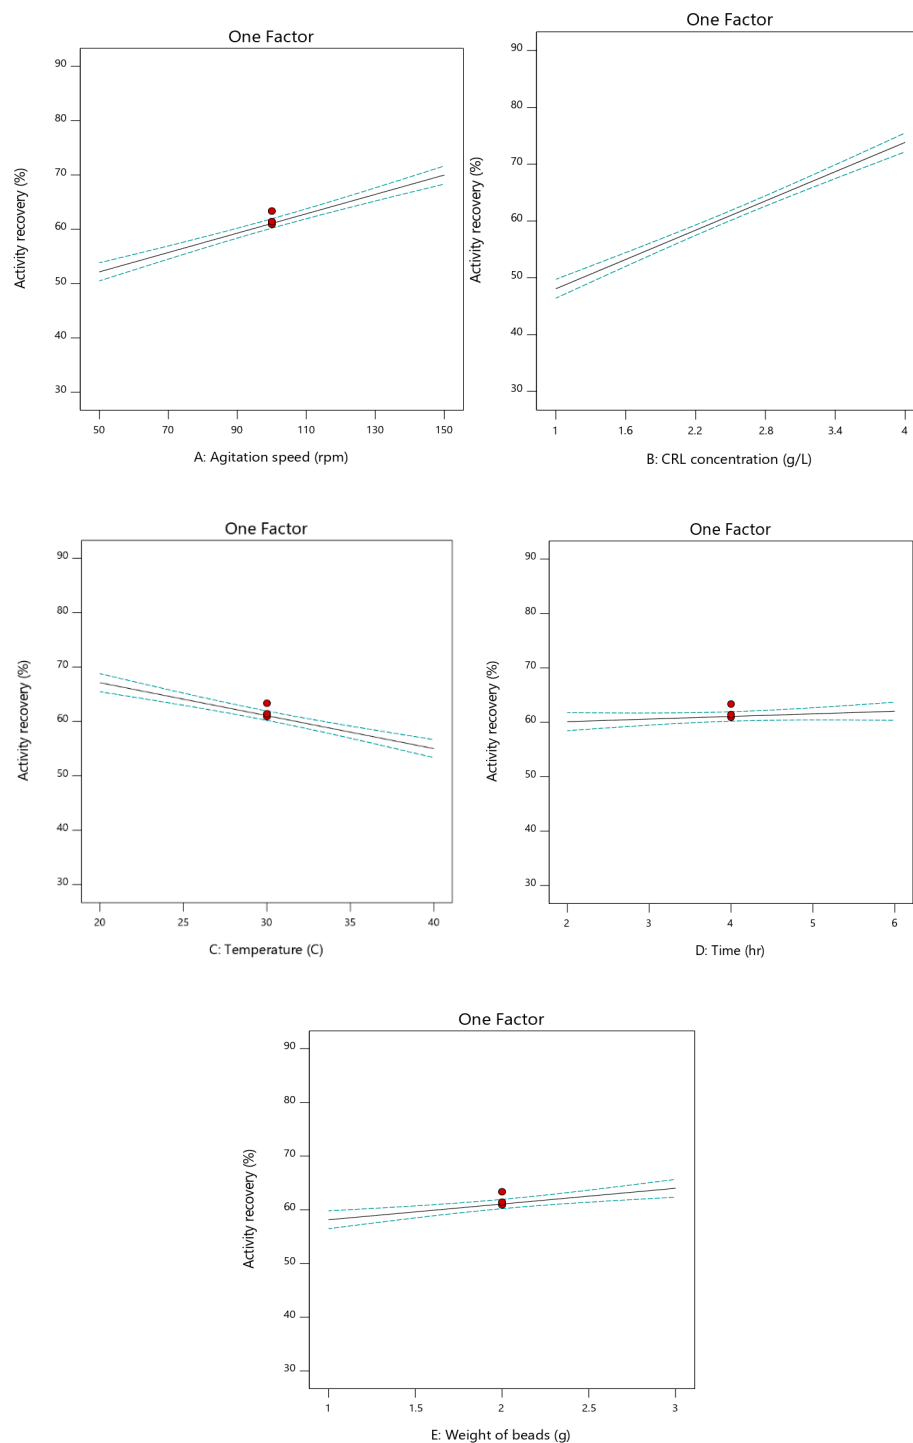 One Factor
90
80
70
60
50
40
30
Activity recovery (%)
50 70 90 110 130 150
A: Agitation speed (rpm)
One Factor
90
80
70
60
50
40
30
Activity recovery (%)
1 1.6 2.2 2.8 3.4 4
B: CRL concentration (g/L)
One Factor
90
80
70
60
50
40
30
Activity recovery (%)
20 25 30 35 40
C: Temperature (C)
One Factor
90
80
70
60
50
40
30
Activity recovery (%)
2 3 4 5 6
D: Time (hr)
One Factor
90
80
70
60
50
40
30
Activity recovery (%)
1 1.5 2 2.5 3
E: Weight of beads (g)